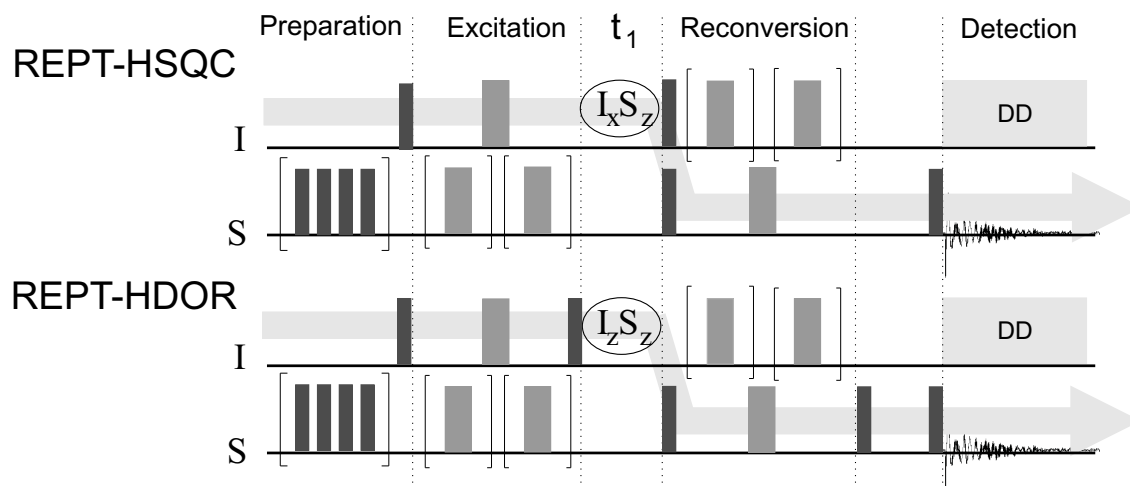 Preparation Excitation t1 Reconversion Detection
REPT-HSQC
IxSz DD
I
S
REPT-HDOR
IzSz DD
I
S